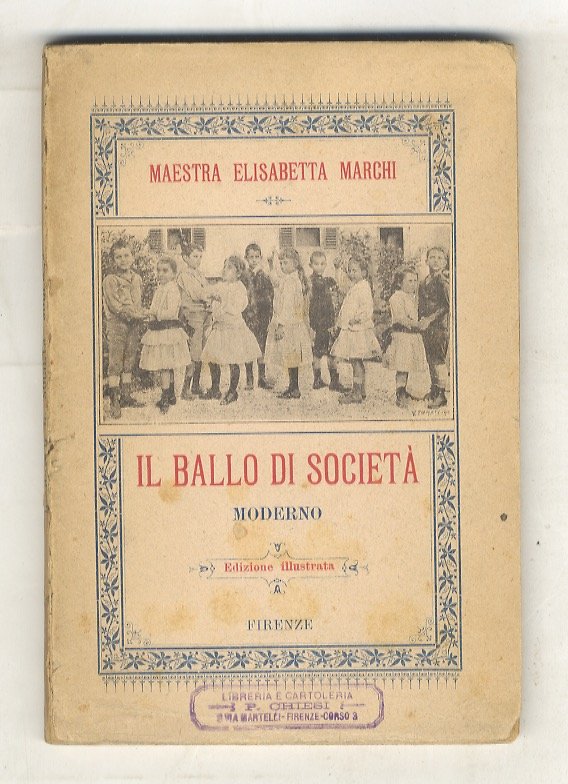 MAESTRA ELISABETTA MARCHI
IL BALLO DI SOCIETÀ
MODERNO
Edizione illustrata
FIRENZE
LIBRERIA E CARTOLERIA
P. CHIESI
VIA MARTELLI-FIRENZE-CORSO 3